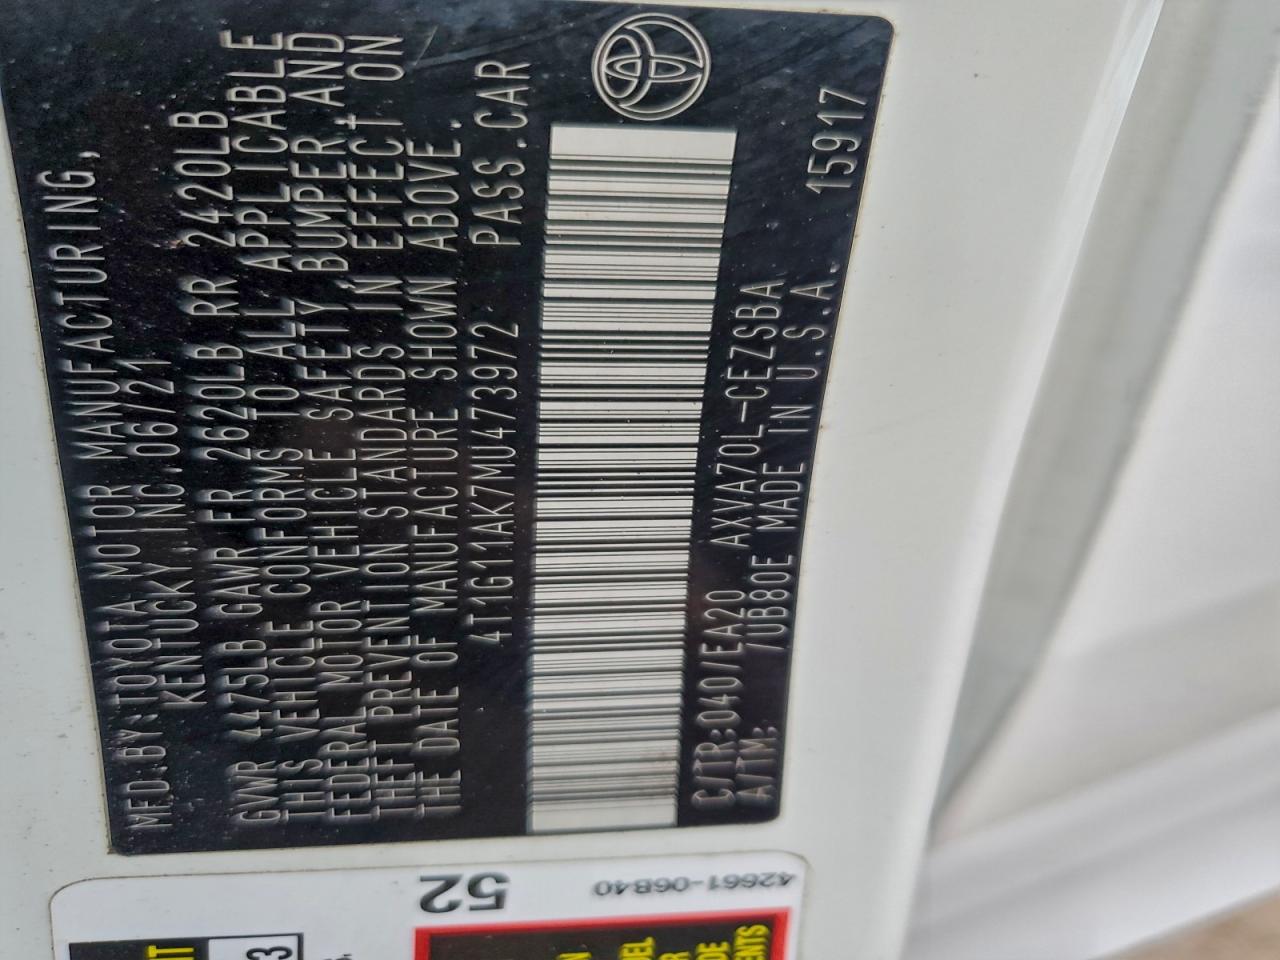 MFD.BY:TOYOTA MOTOR MANUFACTURING,
KENTUCKY,INC.06/21
GVWR 4475LB GAWR FR 2620LB RR 2420LB
THIS VEHICLE CONFORMS TO ALL APPLICABLE
FEDERAL MOTOR VEHICLE SAFETY,BUMPER AND
THEFT PREVENTION STANDARDS IN EFFECT ON
THE DATE OF MANUFACTURE SHOWN ABOVE.
4T1G11AK7MU473972 PASS.CAR
C/TR:040/EA20 AXVA70L-CEZSBA
A/TM: /UB80E MADE IN U.S.A. 15917
52
42661-06B40